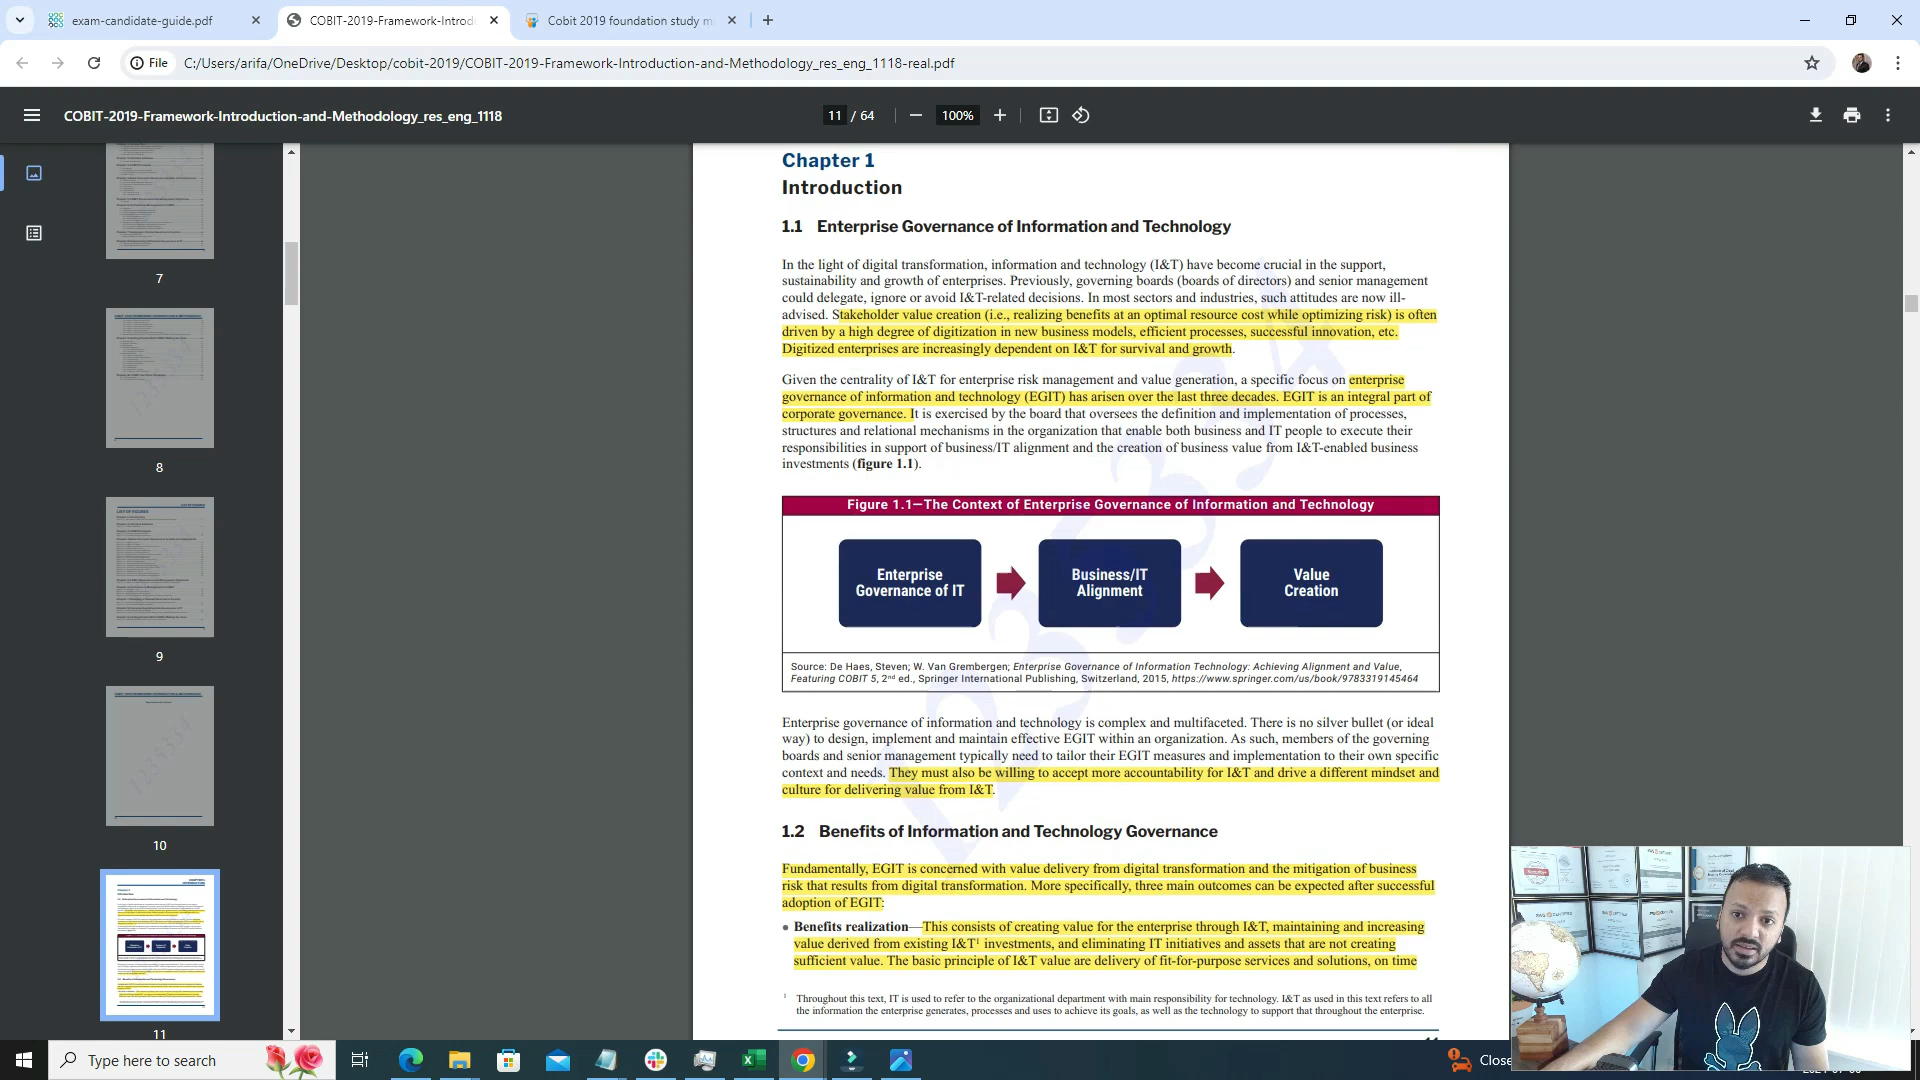 exam-candidate-guide.pdf
COBIT-2019-Framework-Introd
Cobit 2019 foundation study m
File
C:/Users/arifa/OneDrive/Desktop/cobit-2019/COBIT-2019-Framework-Introduction-and-Methodology_res_eng_1118-real.pdf
COBIT-2019-Framework-Introduction-and-Methodology_res_eng_1118
11 / 64
100%
7
8
9
10
11
Chapter 1
Introduction
1.1 Enterprise Governance of Information and Technology
In the light of digital transformation, information and technology (I&T) have become crucial in the support,
sustainability and growth of enterprises. Previously, governing boards (boards of directors) and senior management
could delegate, ignore or avoid I&T-related decisions. In most sectors and industries, such attitudes are now ill-
advised. Stakeholder value creation (i.e., realizing benefits at an optimal resource cost while optimizing risk) is often
driven by a high degree of digitization in new business models, efficient processes, successful innovation, etc.
Digitized enterprises are increasingly dependent on I&T for survival and growth.
Given the centrality of I&T for enterprise risk management and value generation, a specific focus on enterprise
governance of information and technology (EGIT) has arisen over the last three decades. EGIT is an integral part of
corporate governance. It is exercised by the board that oversees the definition and implementation of processes,
structures and relational mechanisms in the organization that enable both business and IT people to execute their
responsibilities in support of business/IT alignment and the creation of business value from I&T-enabled business
investments (figure 1.1).
Figure 1.1—The Context of Enterprise Governance of Information and Technology
Enterprise
Governance of IT
Business/IT
Alignment
Value
Creation
Source: De Haes, Steven; W. Van Grembergen; Enterprise Governance of Information Technology: Achieving Alignment and Value,
Featuring COBIT 5, 2nd ed., Springer International Publishing, Switzerland, 2015, https://www.springer.com/us/book/9783319145464
Enterprise governance of information and technology is complex and multifaceted. There is no silver bullet (or ideal
way) to design, implement and maintain effective EGIT within an organization. As such, members of the governing
boards and senior management typically need to tailor their EGIT measures and implementation to their own specific
context and needs. They must also be willing to accept more accountability for I&T and drive a different mindset and
culture for delivering value from I&T.
1.2 Benefits of Information and Technology Governance
Fundamentally, EGIT is concerned with value delivery from digital transformation and the mitigation of business
risk that results from digital transformation. More specifically, three main outcomes can be expected after successful
adoption of EGIT:
• Benefits realization—This consists of creating value for the enterprise through I&T, maintaining and increasing
value derived from existing I&T1 investments, and eliminating IT initiatives and assets that are not creating
sufficient value. The basic principle of I&T value are delivery of fit-for-purpose services and solutions, on time
1 Throughout this text, IT is used to refer to the organizational department with main responsibility for technology. I&T as used in this text refers to all
the information the enterprise generates, processes and uses to achieve its goals, as well as the technology to support that throughout the enterprise.
Type here to search
Close